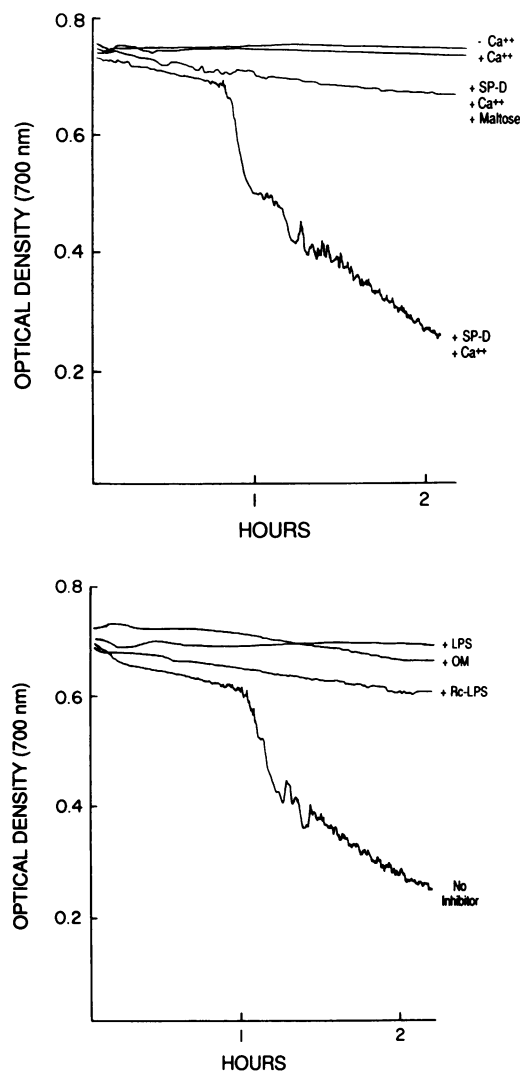 0.8
- Ca++
+ Ca++
+ SP-D
+ Ca++
+ Maltose
0.6
OPTICAL DENSITY (700 nm)
0.4
+ SP-D
+ Ca++
0.2
1
2
HOURS
0.8
+ LPS
+ OM
+ Rc-LPS
0.6
OPTICAL DENSITY (700 nm)
0.4
No
Inhibitor
0.2
1
2
HOURS